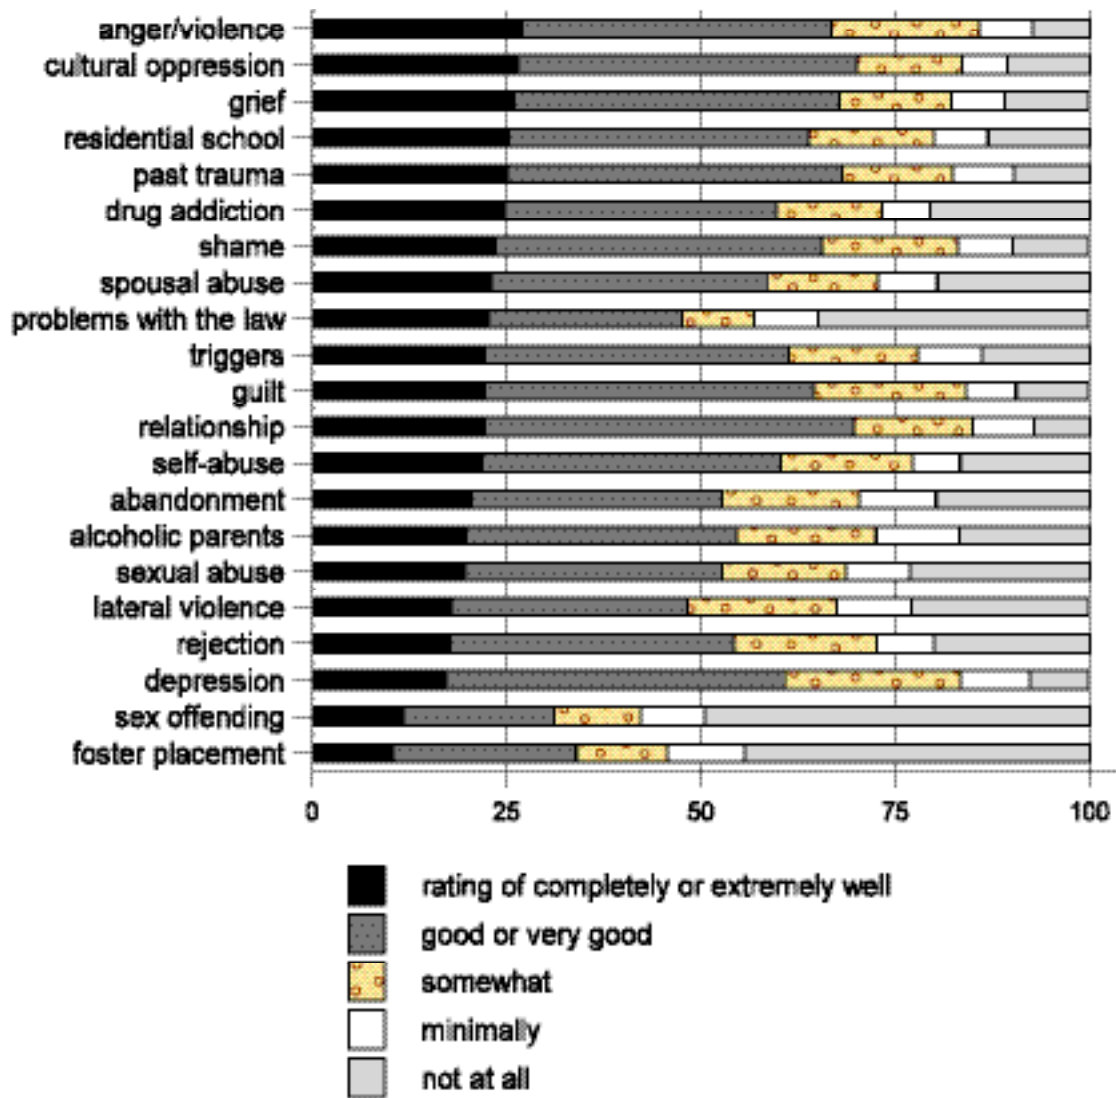 anger/violence
cultural oppression
grief
residential school
past trauma
drug addiction
shame
spousal abuse
problems with the law
triggers
guilt
relationship
self-abuse
abandonment
alcoholic parents
sexual abuse
lateral violence
rejection
depression
sex offending
foster placement
0 25 50 75 100
rating of completely or extremely well
good or very good
somewhat
minimally
not at all